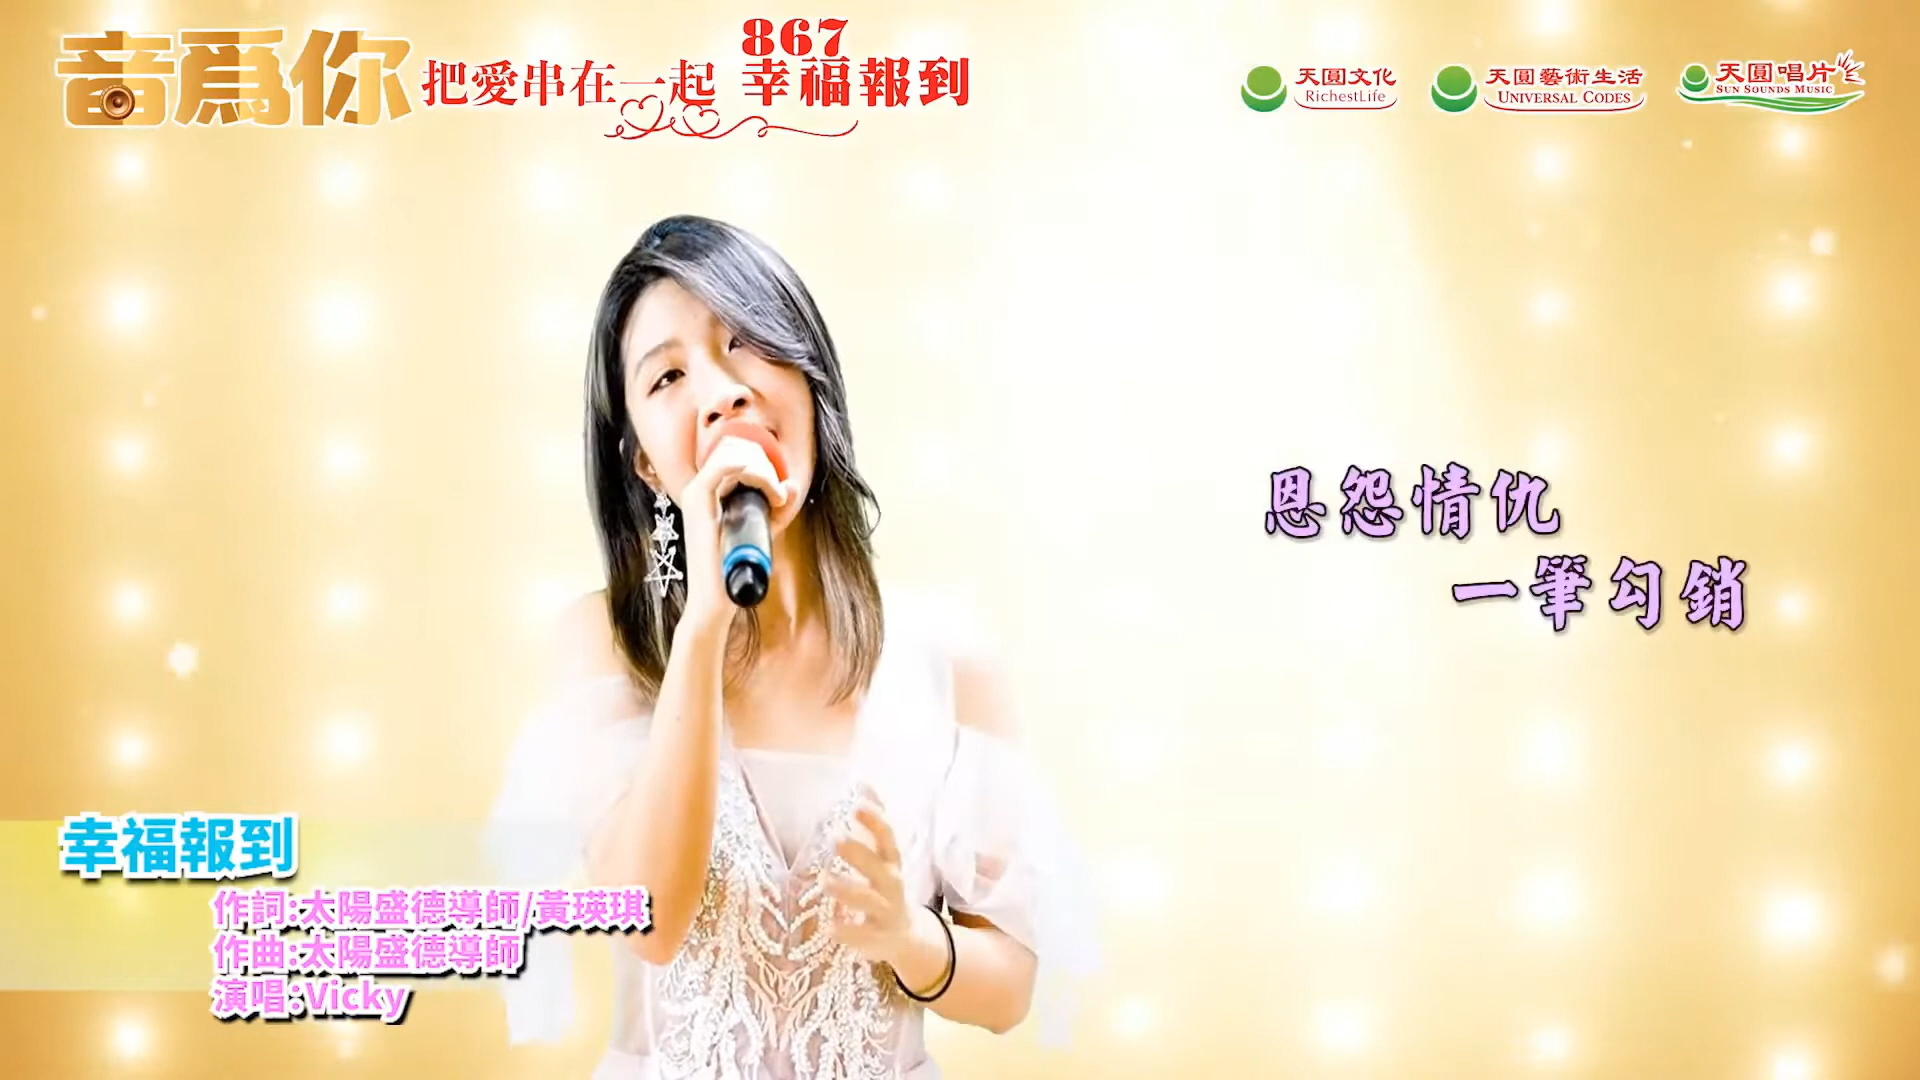 音為你
把愛串在一起
867
幸福報到
天圓文化
RichestLife
天圓藝術生活
UNIVERSAL CODES
天圓唱片
SUN SOUNDS MUSIC
恩怨情仇
一筆勾銷
幸福報到
作詞:太陽盛德導師/黃瑛琪
作曲:太陽盛德導師
演唱:Vicky